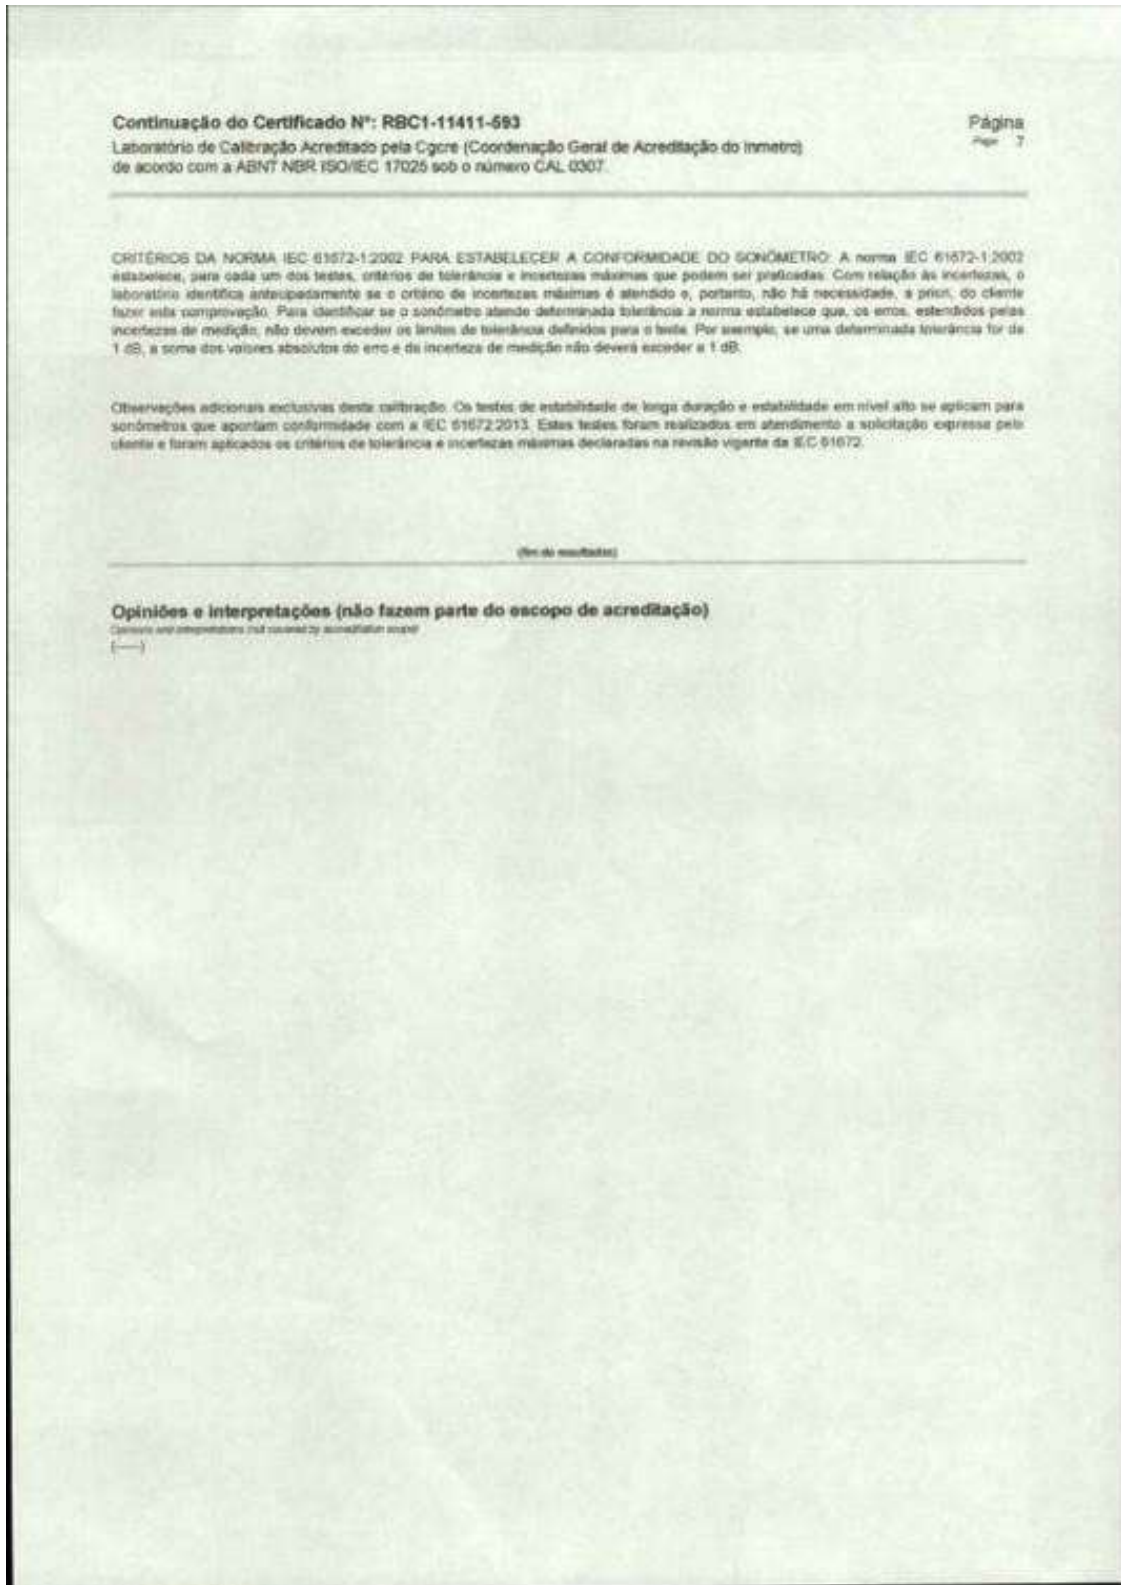 Continuação do Certificado Nº: RBC1-11411-593
Página
Laboratório de Calibração Acreditado pela Cgcre (Coordenação Geral de Acreditação do Inmetro)
Page 7
de acordo com a ABNT NBR ISO/IEC 17025 sob o número CAL 0307.
CRITÉRIOS DA NORMA IEC 61672-1:2002 PARA ESTABELECER A CONFORMIDADE DO SONÔMETRO: A norma IEC 61672-1:2002
estabelece, para cada um dos testes, critérios de tolerância e incertezas máximas que podem ser praticadas. Com relação às incertezas, o
laboratório identifica antecipadamente se o critério de incertezas máximas é atendido e, portanto, não há necessidade, a priori, do cliente
fazer esta comprovação. Para identificar se o sonômetro atende determinada tolerância a norma estabelece que, os erros, estendidos pelas
incertezas de medição, não devem exceder os limites de tolerância definidos para o teste. Por exemplo, se uma determinada tolerância for de
1 dB, a soma dos valores absolutos do erro e da incerteza de medição não deverá exceder a 1 dB.
Observações adicionais exclusivas desta calibração. Os testes de estabilidade de longa duração e estabilidade em nível alto se aplicam para
sonômetros que apontam conformidade com a IEC 61672:2013. Estes testes foram realizados em atendimento a solicitação expressa pelo
cliente e foram aplicados os critérios de tolerância e incertezas máximas declaradas na revisão vigente da IEC 61672.
(fim de resultados)
Opiniões e interpretações (não fazem parte do escopo de acreditação)
Opinions and interpretations (not covered by accreditation scope)
(-----)